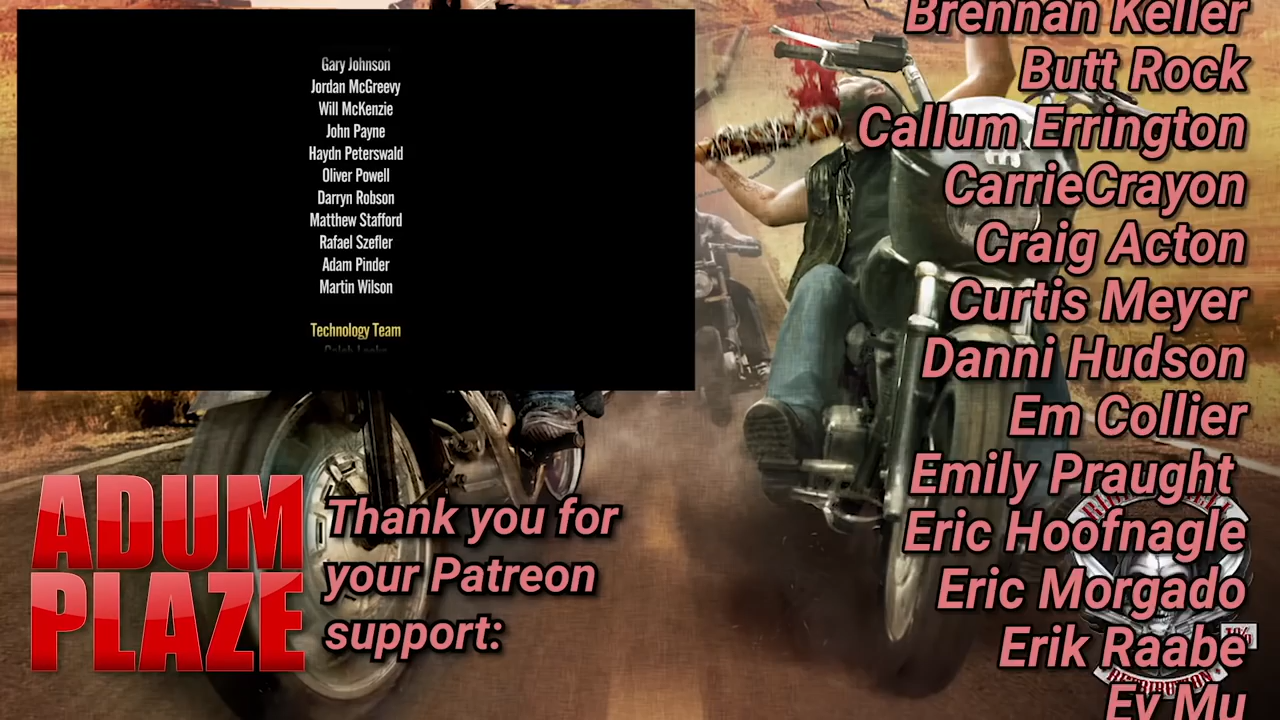 Gary Johnson
Jordan McGreevy
Will McKenzie
John Payne
Haydn Peterswald
Oliver Powell
Darryn Robson
Matthew Stafford
Rafael Szefler
Adam Pinder
Martin Wilson
Technology Team
ADUM
PLAZE
Thank you for
your Patreon
support:
Brennan Keller
Butt Rock
Callum Errington
CarrieCrayon
Craig Acton
Curtis Meyer
Danni Hudson
Em Collier
Emily Praught
Eric Hoofnagle
Eric Morgado
Erik Raabe
Ev Mu